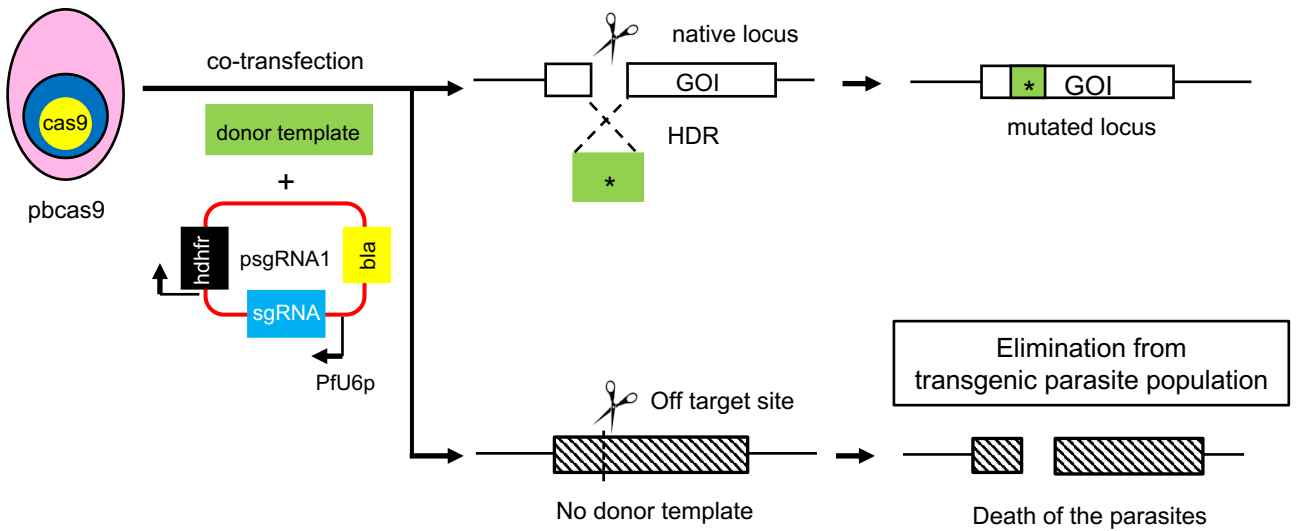 cas9
pbcas9
co-transfection
donor template
+
hdhfr
psgRNA1
bla
sgRNA
PfU6p
native locus
GOI
HDR
*
* GOI
mutated locus
Off target site
No donor template
Elimination from
transgenic parasite population
Death of the parasites